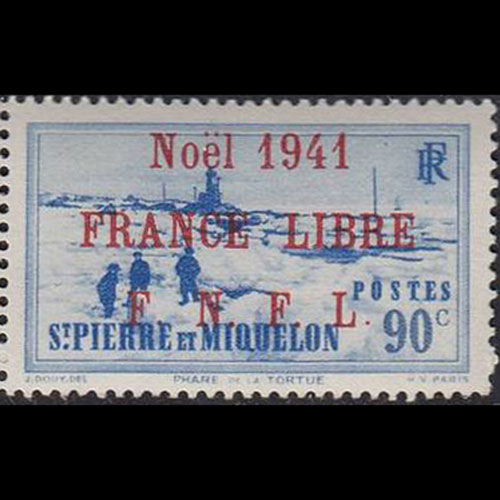 Noël 1941
RF
FRANCE LIBRE
F. N. F. L.
POSTES
ST PIERRE ET MIQUELON 90C
J. DOUY. DEL PHARE DE LA TORTUE H. V. PARIS